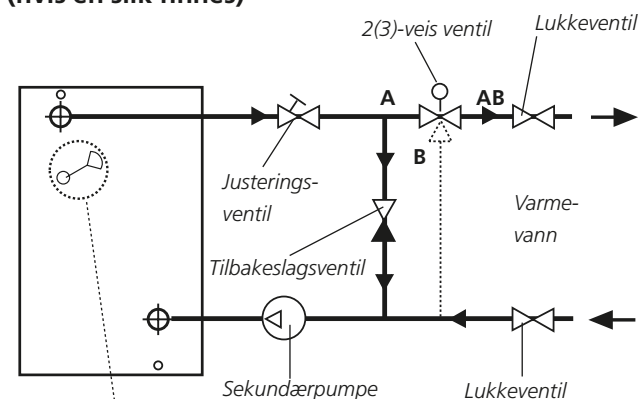 (hvis en slik finnes)
2(3)-veis ventil
Lukkeventil
A
AB
B
Justerings-
ventil
Varme-
vann
Tilbakeslagsventil
Sekundærpumpe
Lukkeventil